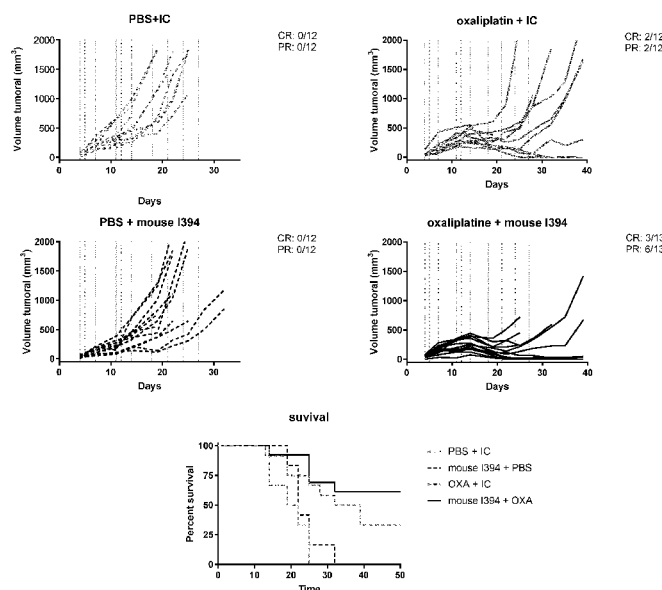 PBS+IC
CR: 0/12
PR: 0/12
Volume tumoral (mm³)
2000
1500
1000
500
0
0 10 20 30
Days
oxaliplatin + IC
CR: 2/12
PR: 2/12
Volume tumoral (mm³)
2000
1500
1000
500
0
0 10 20 30 40
Days
PBS + mouse I394
CR: 0/12
PR: 0/12
Volume tumoral (mm³)
2000
1500
1000
500
0
0 10 20 30
Days
oxaliplatine + mouse I394
CR: 3/13
PR: 6/13
Volume tumoral (mm³)
2000
1500
1000
500
0
0 10 20 30 40
Days
suvival
Percent survival
100
75
50
25
0
0 10 20 30 40 50
Time
PBS + IC
mouse I394 + PBS
OXA + IC
mouse I394 + OXA